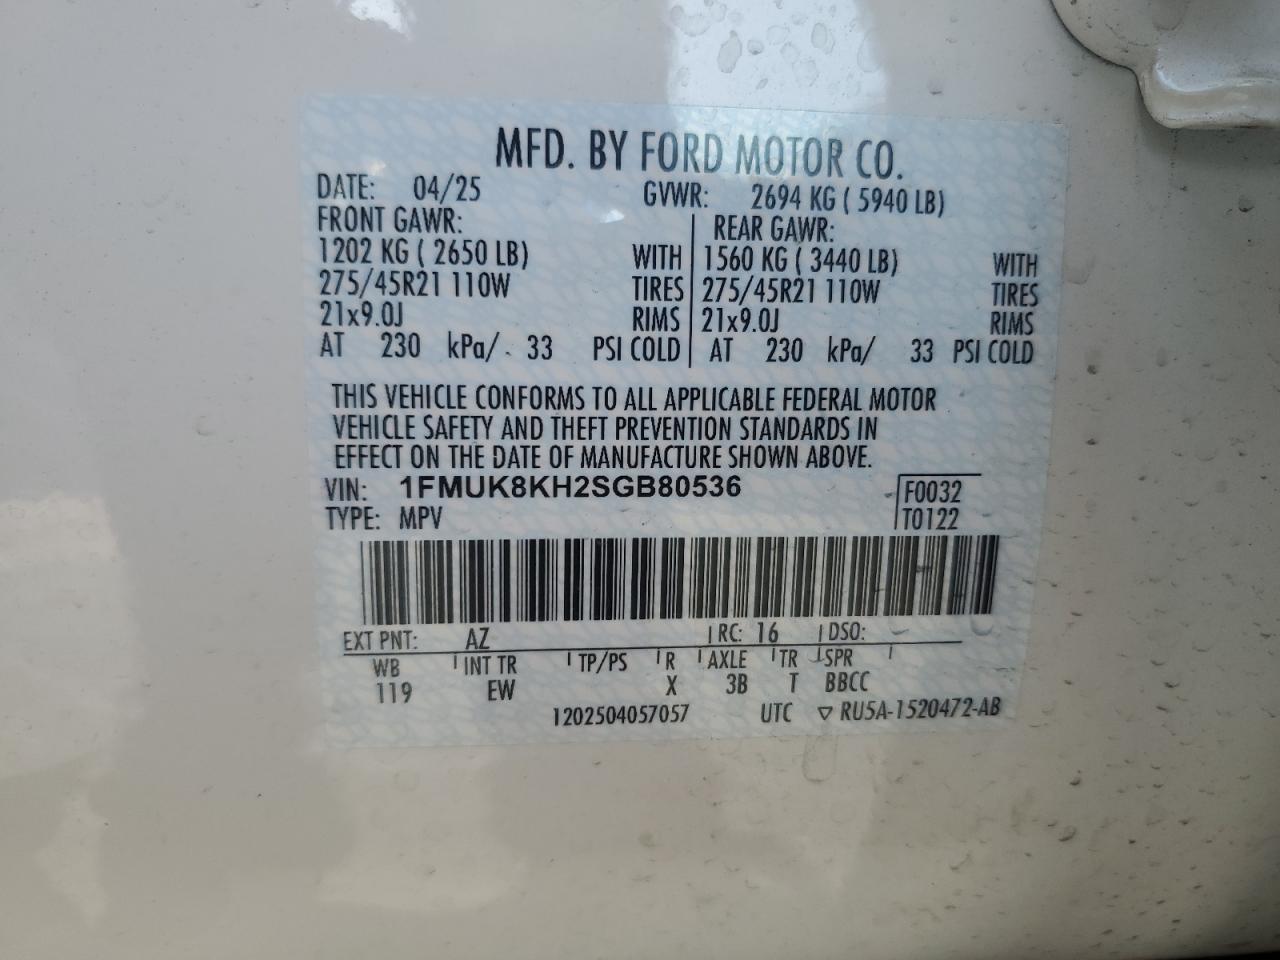 MFD. BY FORD MOTOR CO.
DATE: 04/25 GVWR: 2694 KG ( 5940 LB)
FRONT GAWR: REAR GAWR:
1202 KG ( 2650 LB) WITH 1560 KG ( 3440 LB) WITH
275/45R21 110W TIRES 275/45R21 110W TIRES
21x9.0J RIMS 21x9.0J RIMS
AT 230 kPa/ 33 PSI COLD AT 230 kPa/ 33 PSI COLD
THIS VEHICLE CONFORMS TO ALL APPLICABLE FEDERAL MOTOR
VEHICLE SAFETY AND THEFT PREVENTION STANDARDS IN
EFFECT ON THE DATE OF MANUFACTURE SHOWN ABOVE.
VIN: 1FMUK8KH2SGB80536 F0032
TYPE: MPV T0122
EXT PNT: AZ RC: 16 DSO:
WB INT TR TP/PS R AXLE TR SPR
119 EW X 3B T BBCC
1202504057057 UTC ▽ RU5A-1520472-AB